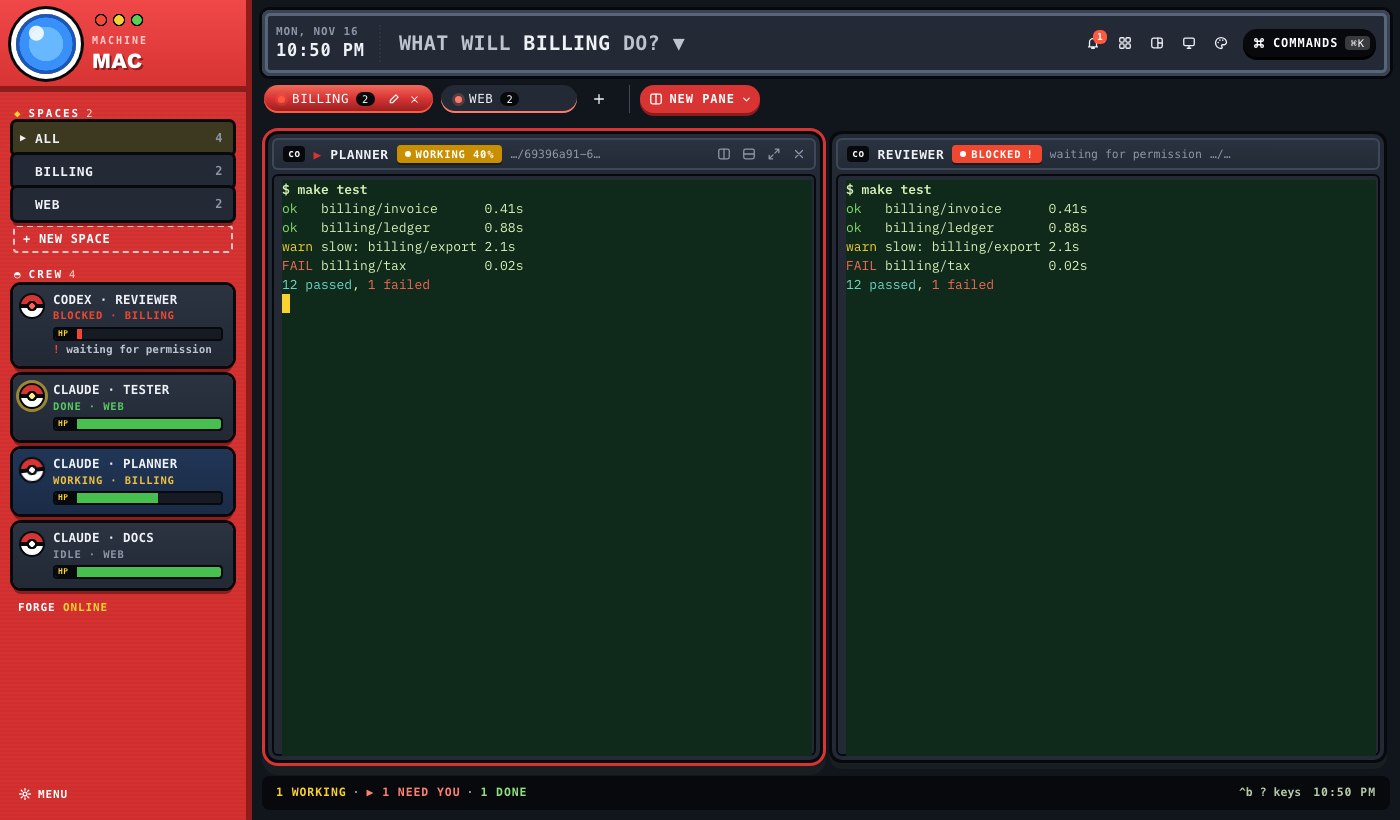 MACHINE
MAC
◆ SPACES 2
▶ ALL 4
BILLING 2
WEB 2
+ NEW SPACE
CREW 4
CODEX · REVIEWER
BLOCKED · BILLING
HP
! waiting for permission
CLAUDE · TESTER
DONE · WEB
HP
CLAUDE · PLANNER
WORKING · BILLING
HP
CLAUDE · DOCS
IDLE · WEB
HP
FORGE ONLINE
MENU
MON, NOV 16
10:50 PM
WHAT WILL BILLING DO? ▼
1
⌘ COMMANDS ⌘K
BILLING 2
WEB 2
+
NEW PANE
co ▶ PLANNER WORKING 40% …/69396a91-6…
$ make test
ok billing/invoice 0.41s
ok billing/ledger 0.88s
warn slow: billing/export 2.1s
FAIL billing/tax 0.02s
12 passed, 1 failed
co REVIEWER BLOCKED ! waiting for permission …/…
$ make test
ok billing/invoice 0.41s
ok billing/ledger 0.88s
warn slow: billing/export 2.1s
FAIL billing/tax 0.02s
12 passed, 1 failed
1 WORKING · ▶ 1 NEED YOU · 1 DONE
^b ? keys 10:50 PM